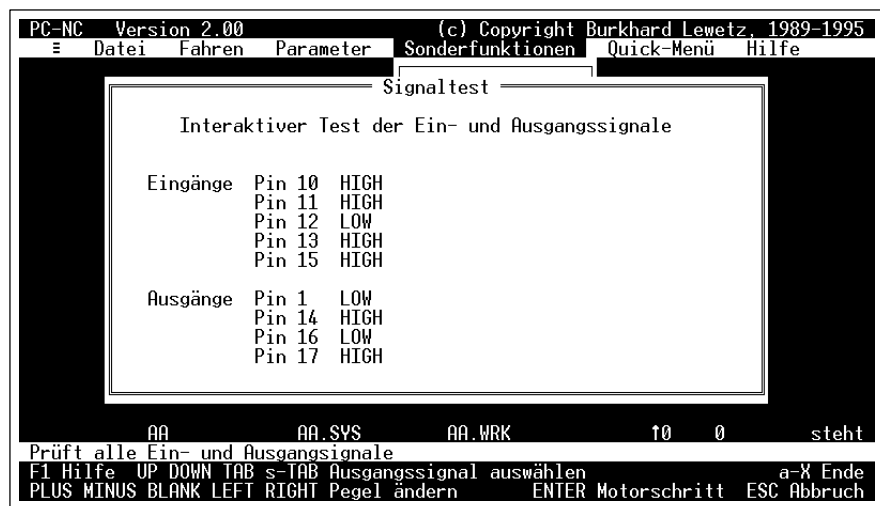 PC-NC Version 2.00 (c) Copyright Burkhard Lewetz, 1989-1995
≡ Datei Fahren Parameter Sonderfunktionen Quick-Menü Hilfe
Signaltest
Interaktiver Test der Ein- und Ausgangssignale
Eingänge Pin 10 HIGH
Pin 11 HIGH
Pin 12 LOW
Pin 13 HIGH
Pin 15 HIGH
Ausgänge Pin 1 LOW
Pin 14 HIGH
Pin 16 LOW
Pin 17 HIGH
AA AA.SYS AA.WRK ↑0 0 steht
Prüft alle Ein- und Ausgangsignale
F1 Hilfe UP DOWN TAB s-TAB Ausgangssignal auswählen a-X Ende
PLUS MINUS BLANK LEFT RIGHT Pegel ändern ENTER Motorschritt ESC Abbruch